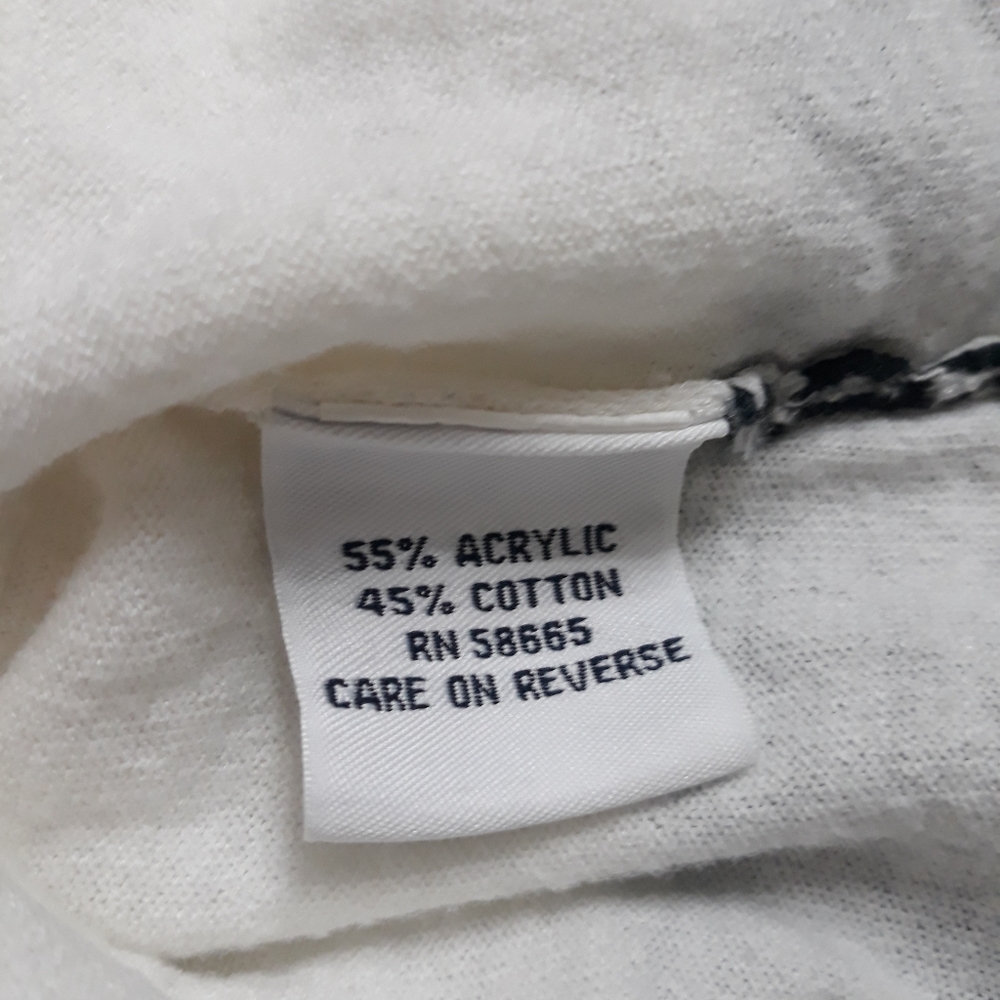 55% ACRYLIC
45% COTTON
RN 58665
CARE ON REVERSE